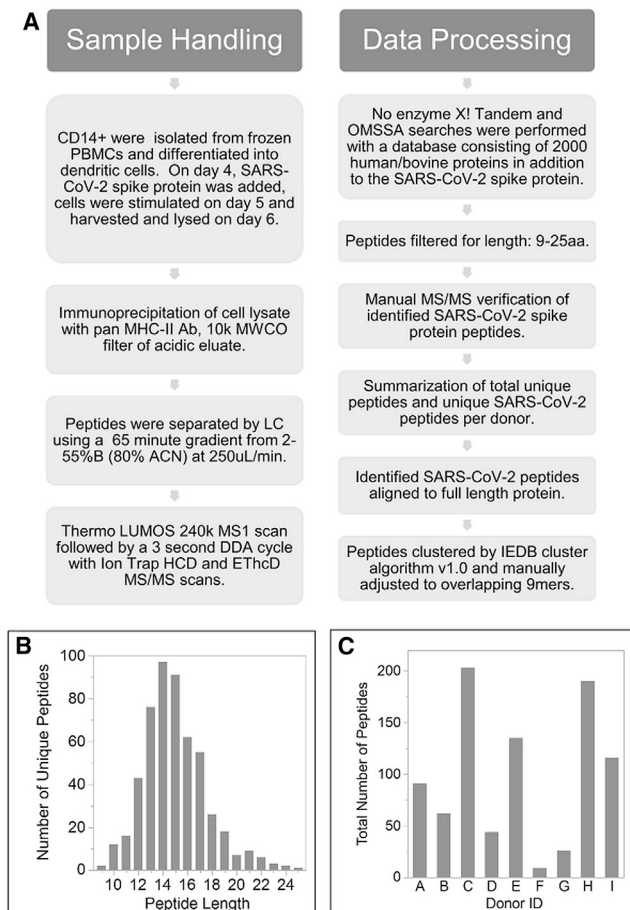 A
Sample Handling
CD14+ were isolated from frozen
PBMCs and differentiated into
dendritic cells. On day 4, SARS-
CoV-2 spike protein was added,
cells were stimulated on day 5 and
harvested and lysed on day 6.
Immunoprecipitation of cell lysate
with pan MHC-II Ab, 10k MWCO
filter of acidic eluate.
Peptides were separated by LC
using a 65 minute gradient from 2-
55%B (80% ACN) at 250uL/min.
Thermo LUMOS 240k MS1 scan
followed by a 3 second DDA cycle
with Ion Trap HCD and EThcD
MS/MS scans.
Data Processing
No enzyme X! Tandem and
OMSSA searches were performed
with a database consisting of 2000
human/bovine proteins in addition
to the SARS-CoV-2 spike protein.
Peptides filtered for length: 9-25aa.
Manual MS/MS verification of
identified SARS-CoV-2 spike
protein peptides.
Summarization of total unique
peptides and unique SARS-CoV-2
peptides per donor.
Identified SARS-CoV-2 peptides
aligned to full length protein.
Peptides clustered by IEDB cluster
algorithm v1.0 and manually
adjusted to overlapping 9mers.
B
Number of Unique Peptides
100
80
60
40
20
0
10 12 14 16 18 20 22 24
Peptide Length
C
Total Number of Peptides
200
150
100
50
0
A B C D E F G H I
Donor ID